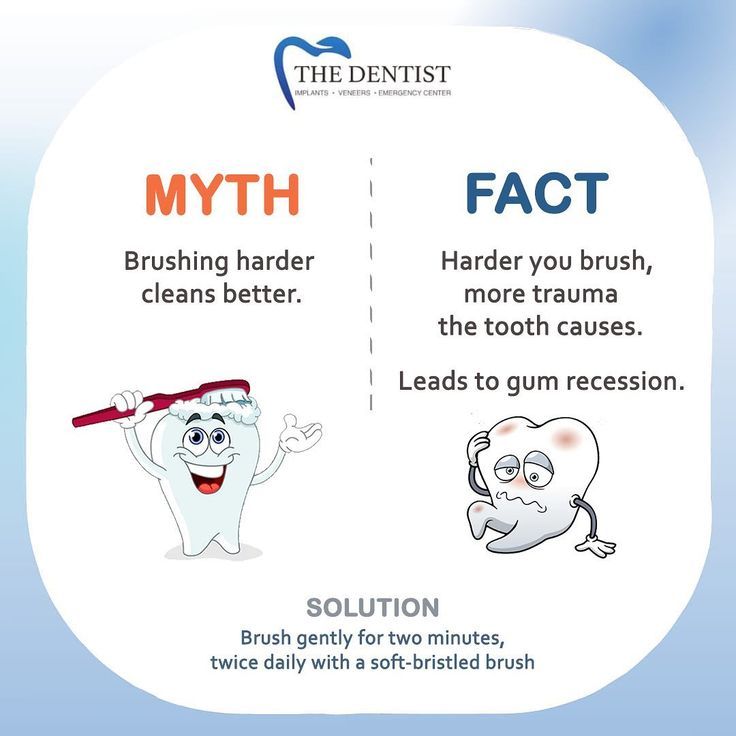 THE DENTIST
IMPLANTS • VENEERS • EMERGENCY CENTER
MYTH
Brushing harder
cleans better.
FACT
Harder you brush,
more trauma
the tooth causes.
Leads to gum recession.
SOLUTION
Brush gently for two minutes,
twice daily with a soft-bristled brush